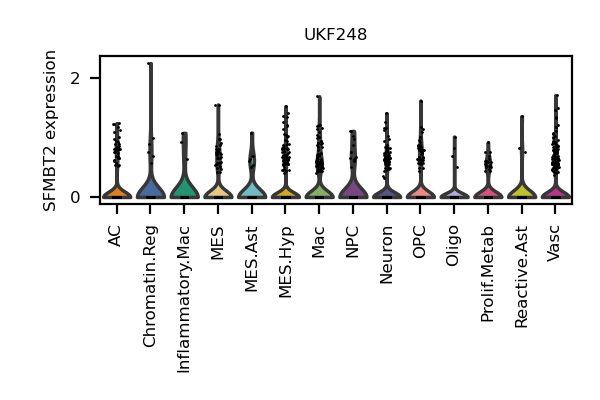 UKF248
SFMBT2 expression
2
0
AC
Chromatin.Reg
Inflammatory.Mac
MES
MES.Ast
MES.Hyp
Mac
NPC
Neuron
OPC
Oligo
Prolif.Metab
Reactive.Ast
Vasc